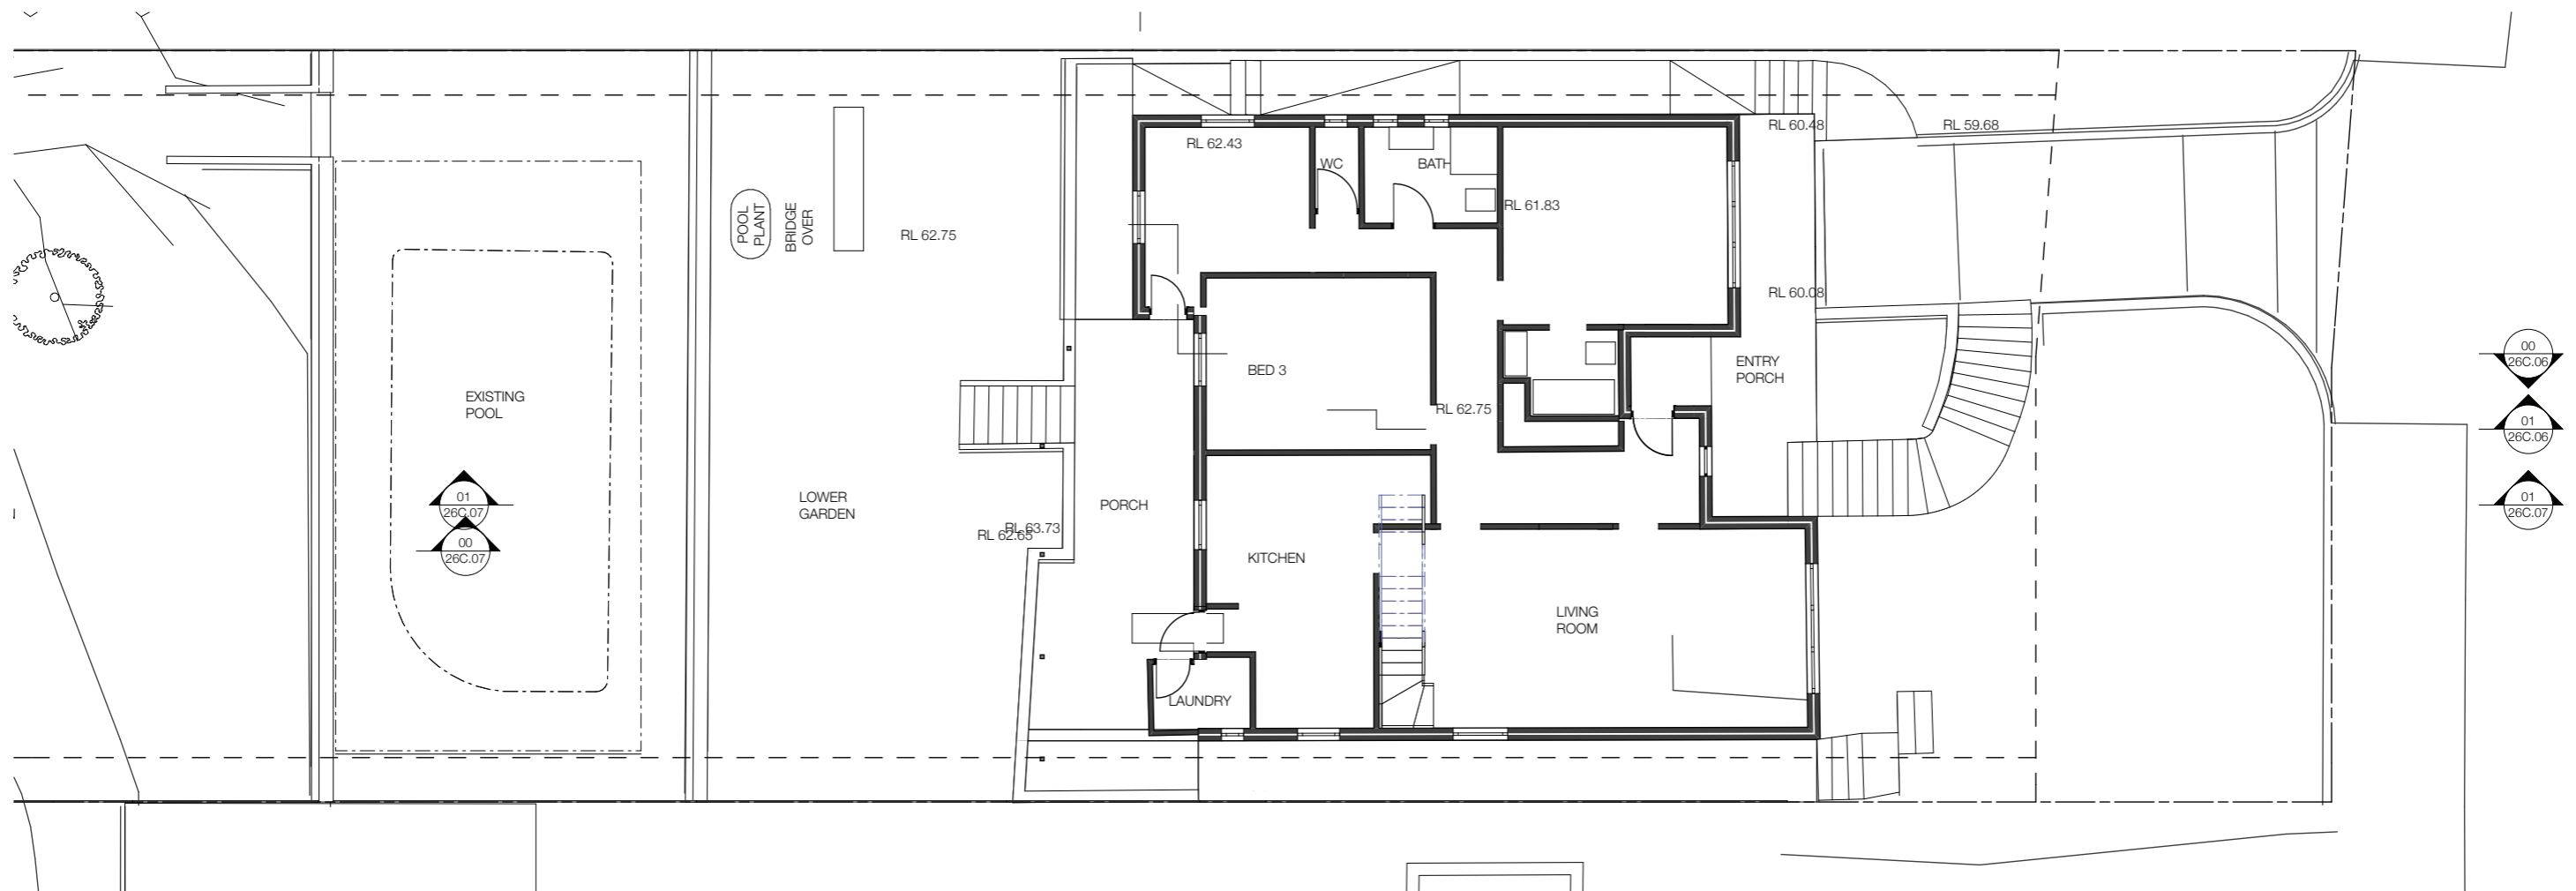 RL 60.48
RL 59.68
RL 62.43
WC
BATH
RL 61.83
POOL
PLANT
BRIDGE
OVER
RL 62.75
RL 60.08
ENTRY
PORCH
BED 3
EXISTING
POOL
RL 62.75
00
26C.06
01
26C.06
01
26C.07
01
26C.07
00
26C.07
LOWER
GARDEN
PORCH
RL 63.73
RL 62.65
KITCHEN
LIVING
ROOM
LAUNDRY